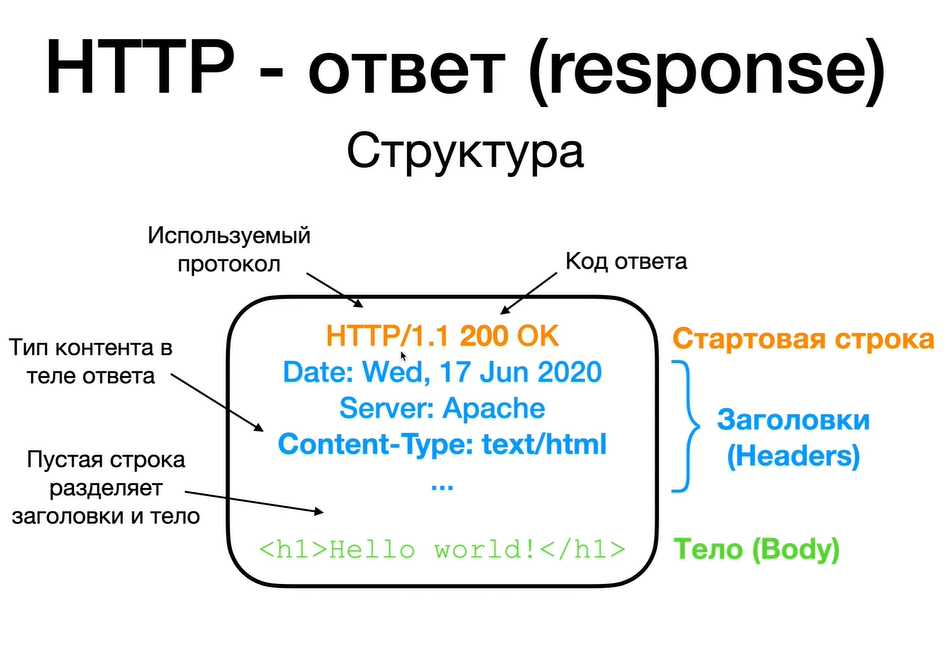 HTTP - ответ (response)
Структура
Используемый
протокол
Код ответа
HTTP/1.1 200 OK
Стартовая строка
Тип контента в
теле ответа
Date: Wed, 17 Jun 2020
Server: Apache
Content-Type: text/html
...
Заголовки
(Headers)
Пустая строка
разделяет
заголовки и тело
<h1>Hello world!</h1>
Тело (Body)